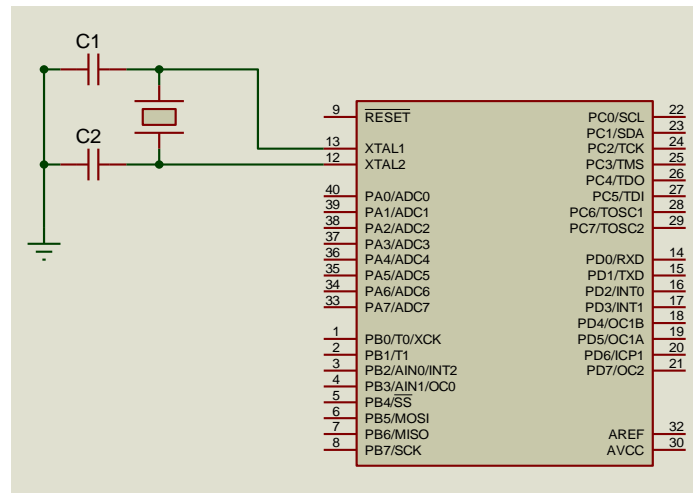 C1
C2
9 RESET
13 XTAL1
12 XTAL2
40 PA0/ADC0
39 PA1/ADC1
38 PA2/ADC2
37 PA3/ADC3
36 PA4/ADC4
35 PA5/ADC5
34 PA6/ADC6
33 PA7/ADC7
1 PB0/T0/XCK
2 PB1/T1
3 PB2/AIN0/INT2
4 PB3/AIN1/OC0
5 PB4/SS
6 PB5/MOSI
7 PB6/MISO
8 PB7/SCK
PC0/SCL 22
PC1/SDA 23
PC2/TCK 24
PC3/TMS 25
PC4/TDO 26
PC5/TDI 27
PC6/TOSC1 28
PC7/TOSC2 29
PD0/RXD 14
PD1/TXD 15
PD2/INT0 16
PD3/INT1 17
PD4/OC1B 18
PD5/OC1A 19
PD6/ICP1 20
PD7/OC2 21
AREF 32
AVCC 30